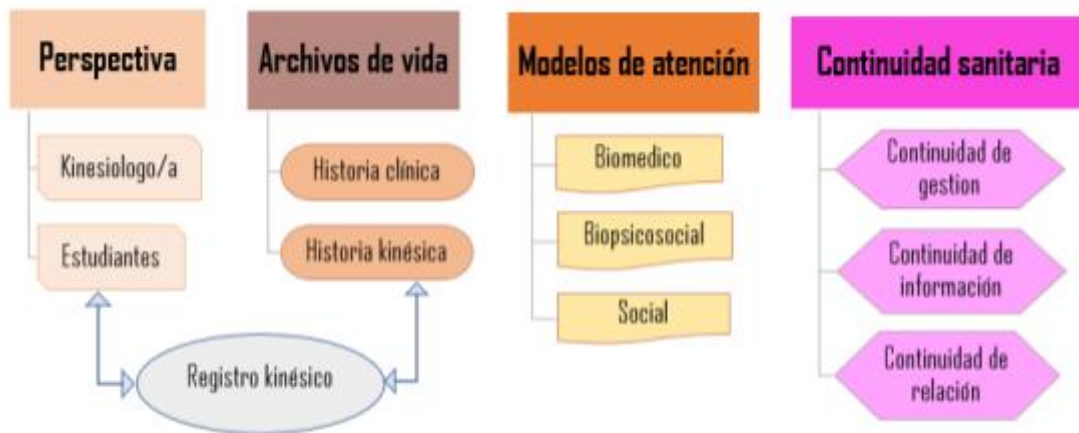 Perspectiva
Kinesiologo/a
Estudiantes
Archivos de vida
Historia clínica
Historia kinésica
Registro kinésico
Modelos de atención
Biomedico
Biopsicosocial
Social
Continuidad sanitaria
Continuidad de
gestion
Continuidad de
información
Continuidad de
relación